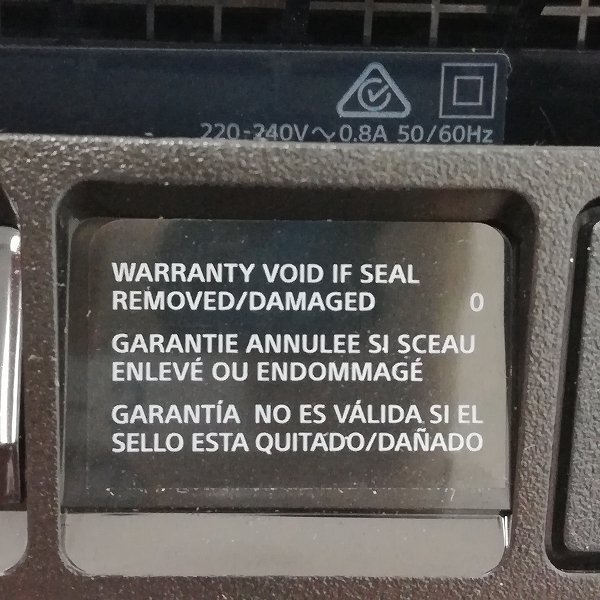 220-240V~0.8A 50/60Hz
WARRANTY VOID IF SEAL
REMOVED/DAMAGED 0
GARANTIE ANNULEE SI SCEAU
ENLEVÉ OU ENDOMMAGÉ
GARANTÍA NO ES VÁLIDA SI EL
SELLO ESTA QUITADO/DAÑADO